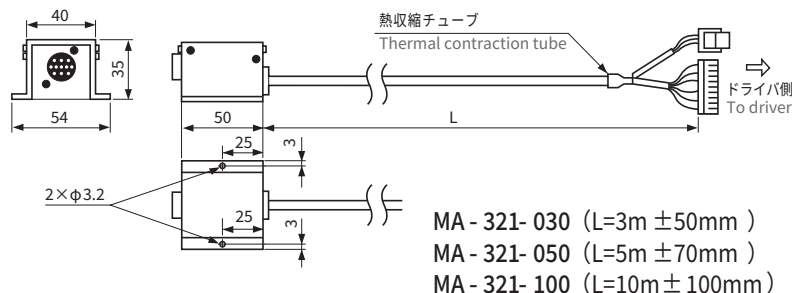 40
35
54
熱収縮チューブ
Thermal contraction tube
ドライバ側
To driver
50
L
25
3
2×φ3.2
25
3
MA - 321- 030（L=3m ±50mm ）
MA - 321- 050（L=5m ±70mm ）
MA - 321- 100（L=10m± 100mm）